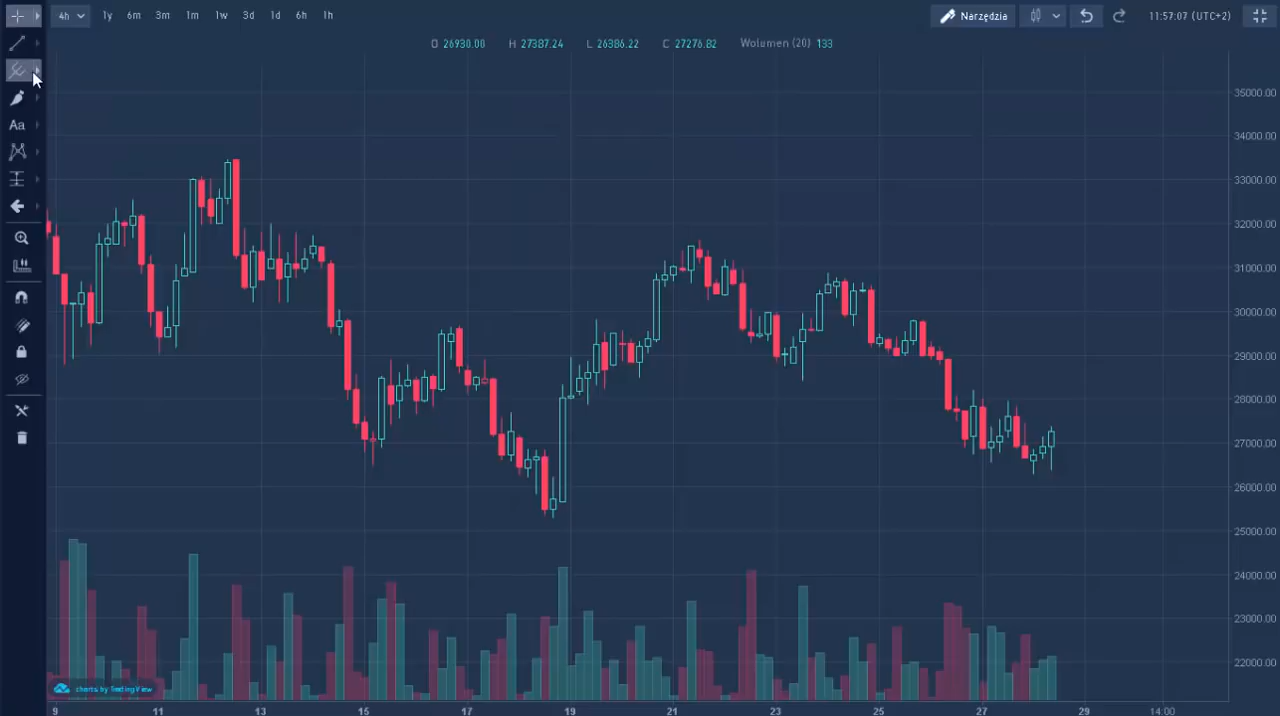 4h 1y 6m 3m 1m 1w 3d 1d 6h 1h Narzędzia 11:57:07 (UTC+2)
O 26930.00 H 27387.24 L 26386.22 C 27276.82 Wolumen (20) 133
Aa
35000.00
34000.00
33000.00
32000.00
31000.00
30000.00
29000.00
28000.00
27000.00
26000.00
25000.00
24000.00
23000.00
22000.00
charts by TradingView
9 11 13 15 17 19 21 23 25 27 29 14:00